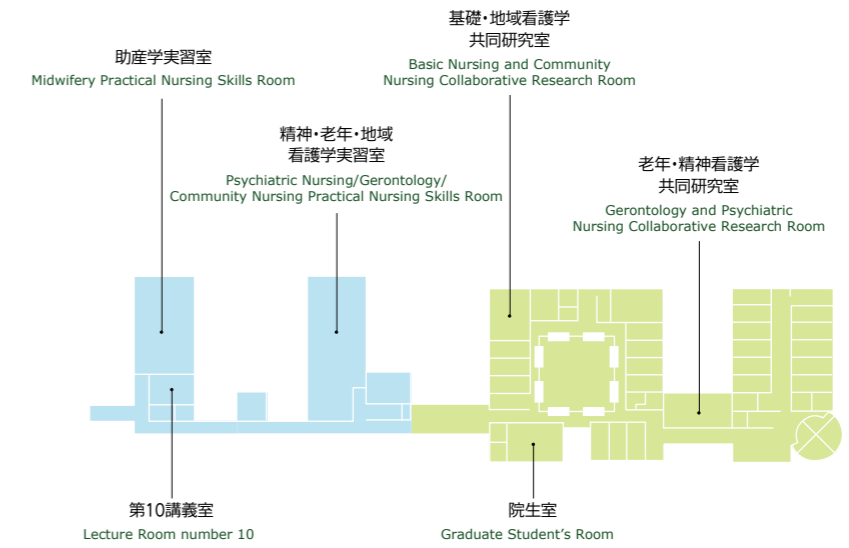 基礎・地域看護学
共同研究室
Basic Nursing and Community
Nursing Collaborative Research Room
助産学実習室
Midwifery Practical Nursing Skills Room
精神・老年・地域
看護学実習室
Psychiatric Nursing/Gerontology/
Community Nursing Practical Nursing Skills Room
老年・精神看護学
共同研究室
Gerontology and Psychiatric
Nursing Collaborative Research Room
第10講義室
Lecture Room number 10
院生室
Graduate Student’s Room